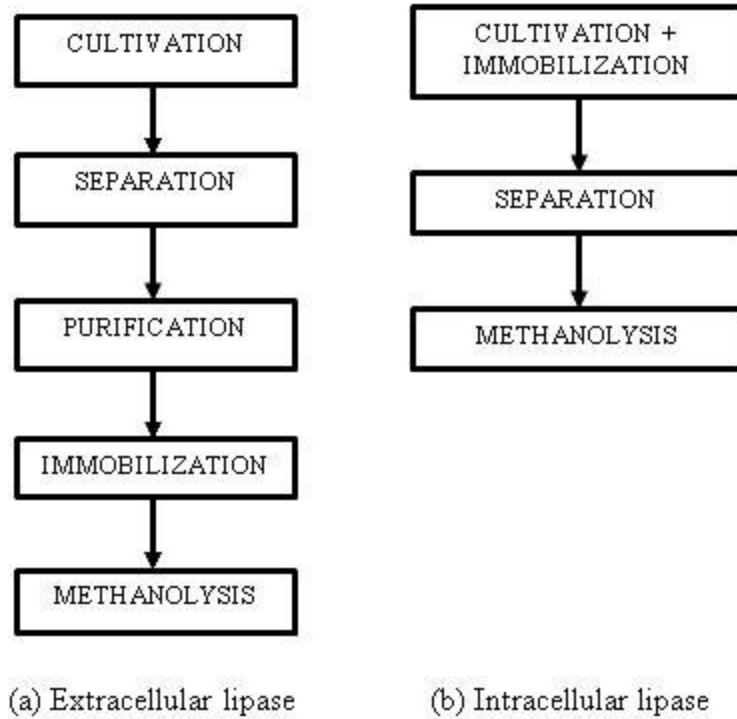 CULTIVATION
SEPARATION
PURIFICATION
IMMOBILIZATION
METHANOLYSIS
(a) Extracellular lipase
CULTIVATION +
IMMOBILIZATION
SEPARATION
METHANOLYSIS
(b) Intracellular lipase